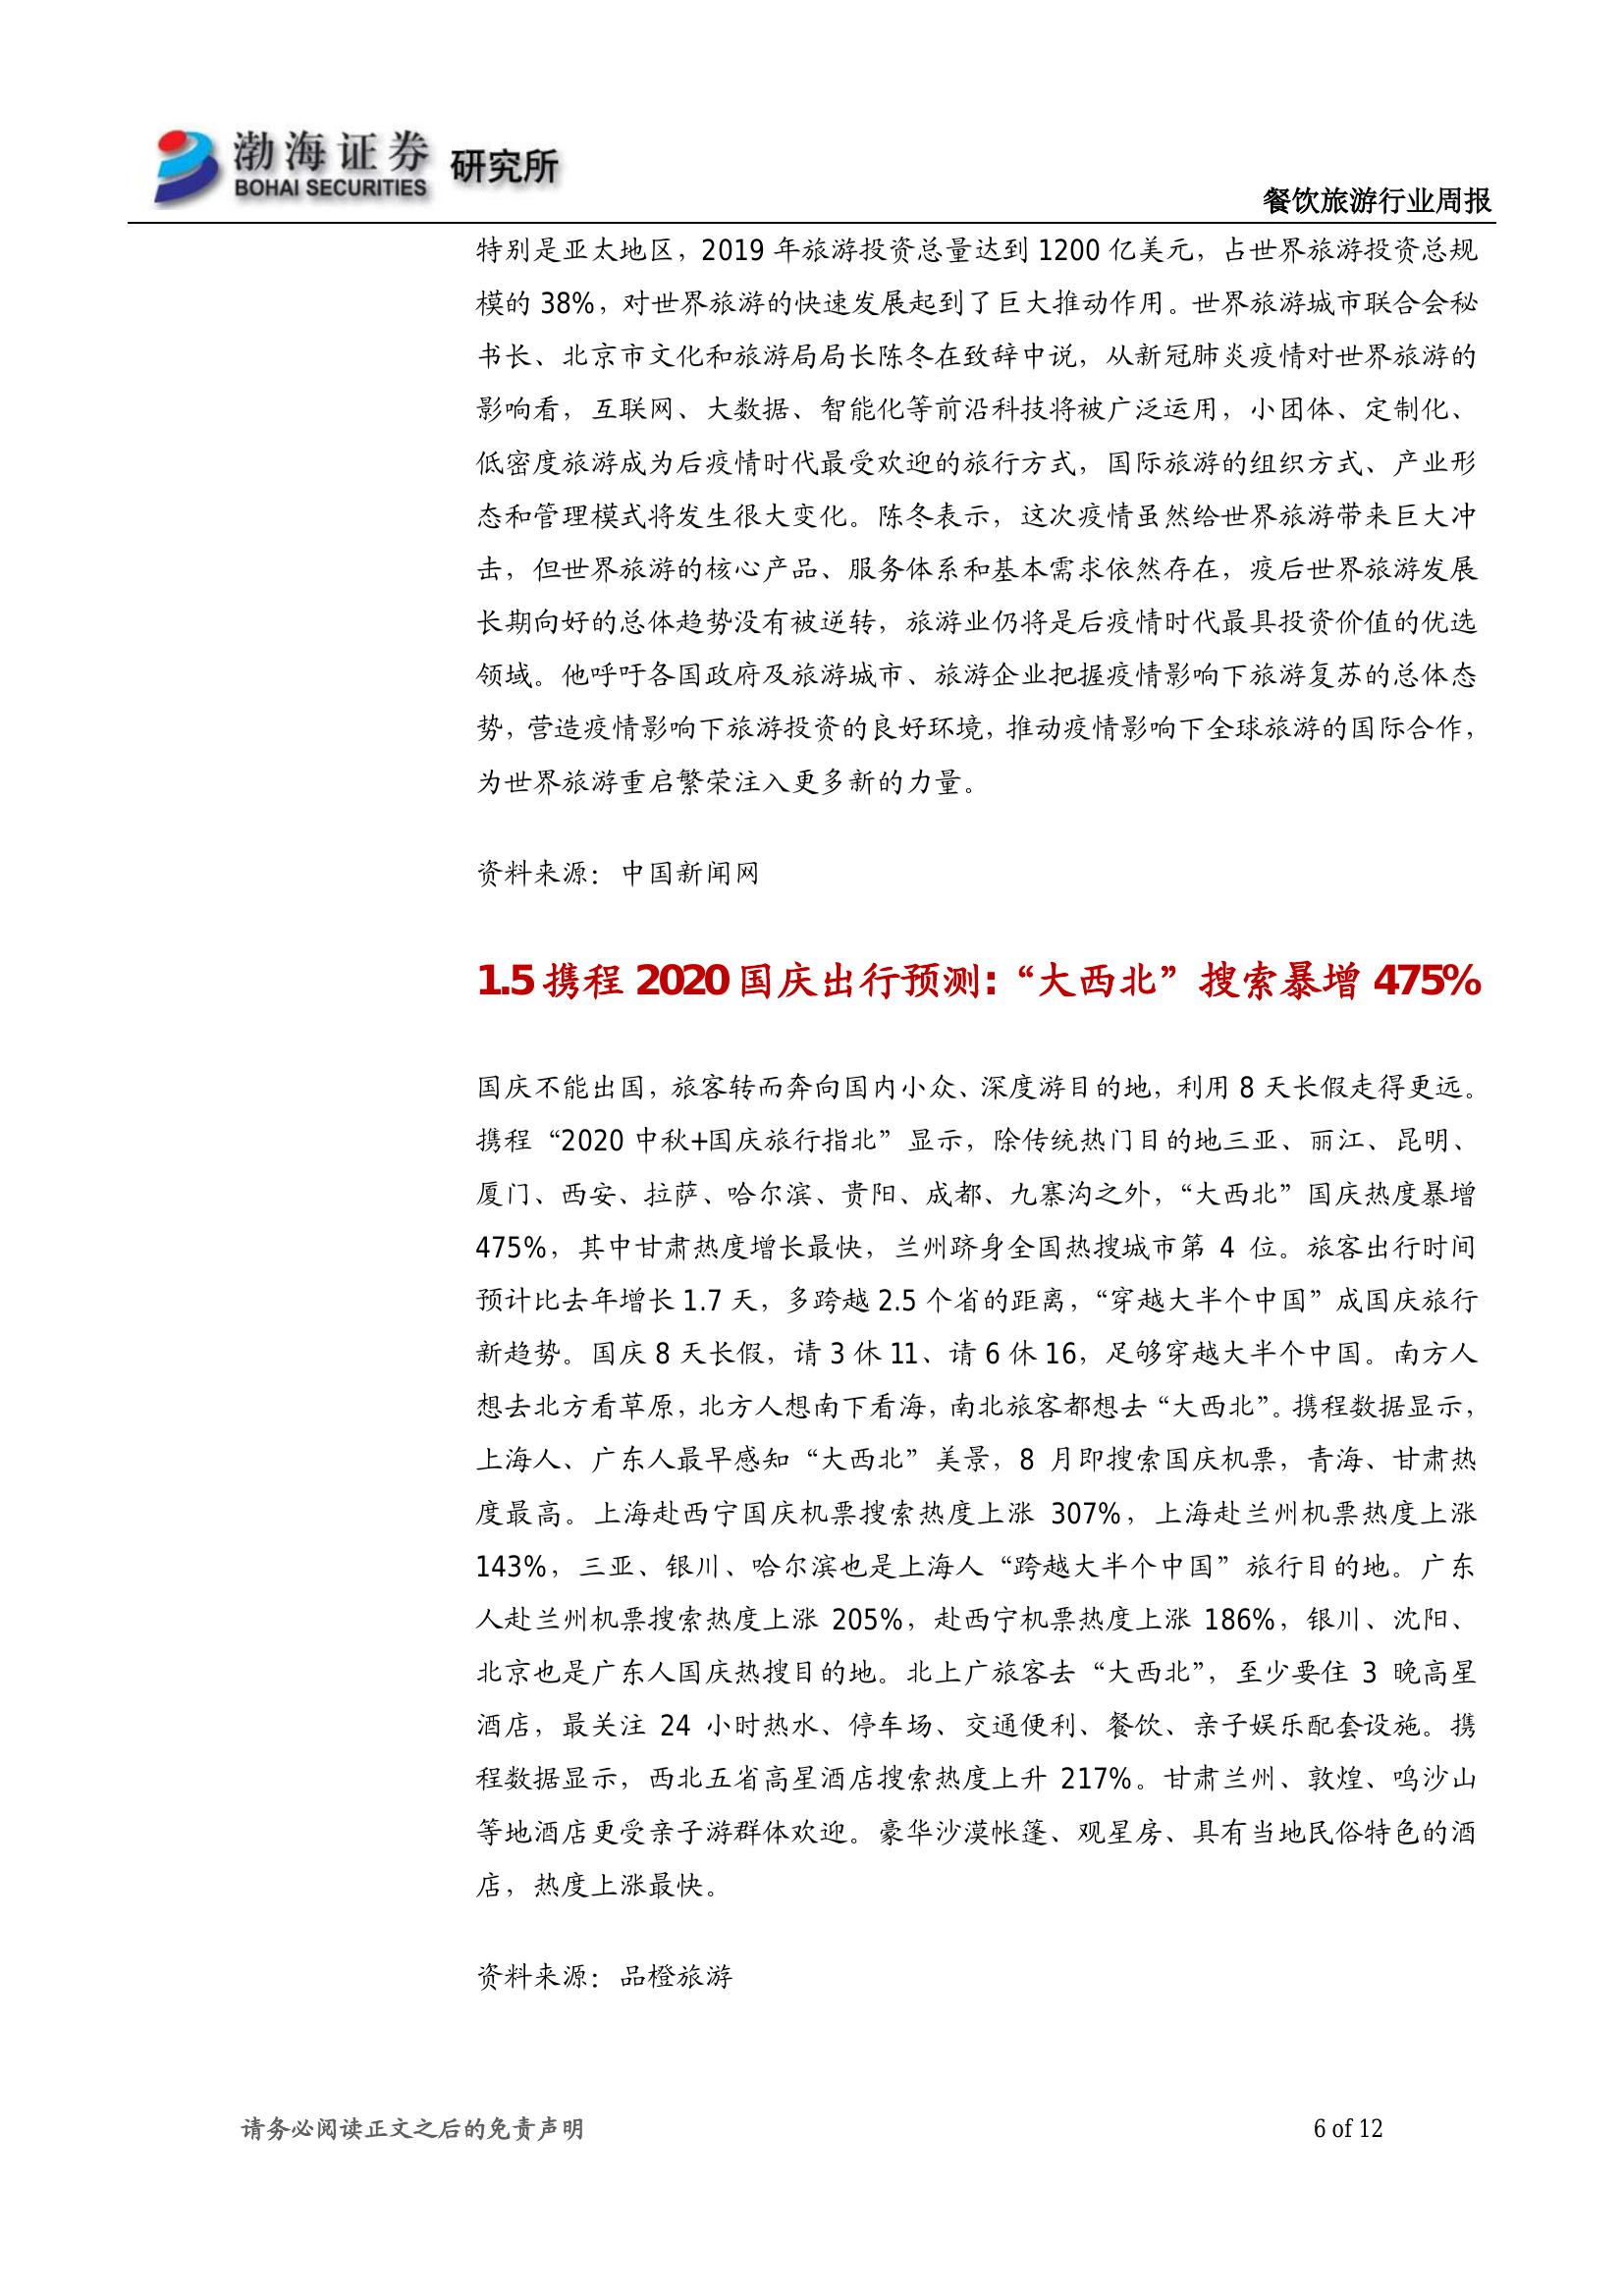 渤海证券
BOHAI SECURITIES
研究所
餐饮旅游行业周报
特别是亚太地区，2019 年旅游投资总量达到 1200 亿美元，占世界旅游投资总规
模的 38%，对世界旅游的快速发展起到了巨大推动作用。世界旅游城市联合会秘
书长、北京市文化和旅游局局长陈冬在致辞中说，从新冠肺炎疫情对世界旅游的
影响看，互联网、大数据、智能化等前沿科技将被广泛运用，小团体、定制化、
低密度旅游成为后疫情时代最受欢迎的旅行方式，国际旅游的组织方式、产业形
态和管理模式将发生很大变化。陈冬表示，这次疫情虽然给世界旅游带来巨大冲
击，但世界旅游的核心产品、服务体系和基本需求依然存在，疫后世界旅游发展
长期向好的总体趋势没有被逆转，旅游业仍将是后疫情时代最具投资价值的优选
领域。他呼吁各国政府及旅游城市、旅游企业把握疫情影响下旅游复苏的总体态
势，营造疫情影响下旅游投资的良好环境，推动疫情影响下全球旅游的国际合作，
为世界旅游重启繁荣注入更多新的力量。
资料来源：中国新闻网
1.5 携程 2020 国庆出行预测：“大西北”搜索暴增 475%
国庆不能出国，旅客转而奔向国内小众、深度游目的地，利用 8 天长假走得更远。
携程“2020 中秋+国庆旅行指北”显示，除传统热门目的地三亚、丽江、昆明、
厦门、西安、拉萨、哈尔滨、贵阳、成都、九寨沟之外，“大西北”国庆热度暴增
475%，其中甘肃热度增长最快，兰州跻身全国热搜城市第 4 位。旅客出行时间
预计比去年增长 1.7 天，多跨越 2.5 个省的距离，“穿越大半个中国”成国庆旅行
新趋势。国庆 8 天长假，请 3 休 11、请 6 休 16，足够穿越大半个中国。南方人
想去北方看草原，北方人想南下看海，南北旅客都想去“大西北”。携程数据显示，
上海人、广东人最早感知“大西北”美景，8 月即搜索国庆机票，青海、甘肃热
度最高。上海赴西宁国庆机票搜索热度上涨 307%，上海赴兰州机票热度上涨
143%，三亚、银川、哈尔滨也是上海人“跨越大半个中国”旅行目的地。广东
人赴兰州机票搜索热度上涨 205%，赴西宁机票热度上涨 186%，银川、沈阳、
北京也是广东人国庆热搜目的地。北上广旅客去“大西北”，至少要住 3 晚高星
酒店，最关注 24 小时热水、停车场、交通便利、餐饮、亲子娱乐配套设施。携
程数据显示，西北五省高星酒店搜索热度上升 217%。甘肃兰州、敦煌、鸣沙山
等地酒店更受亲子游群体欢迎。豪华沙漠帐篷、观星房、具有当地民俗特色的酒
店，热度上涨最快。
资料来源：品橙旅游
请务必阅读正文之后的免责声明
6 of 12